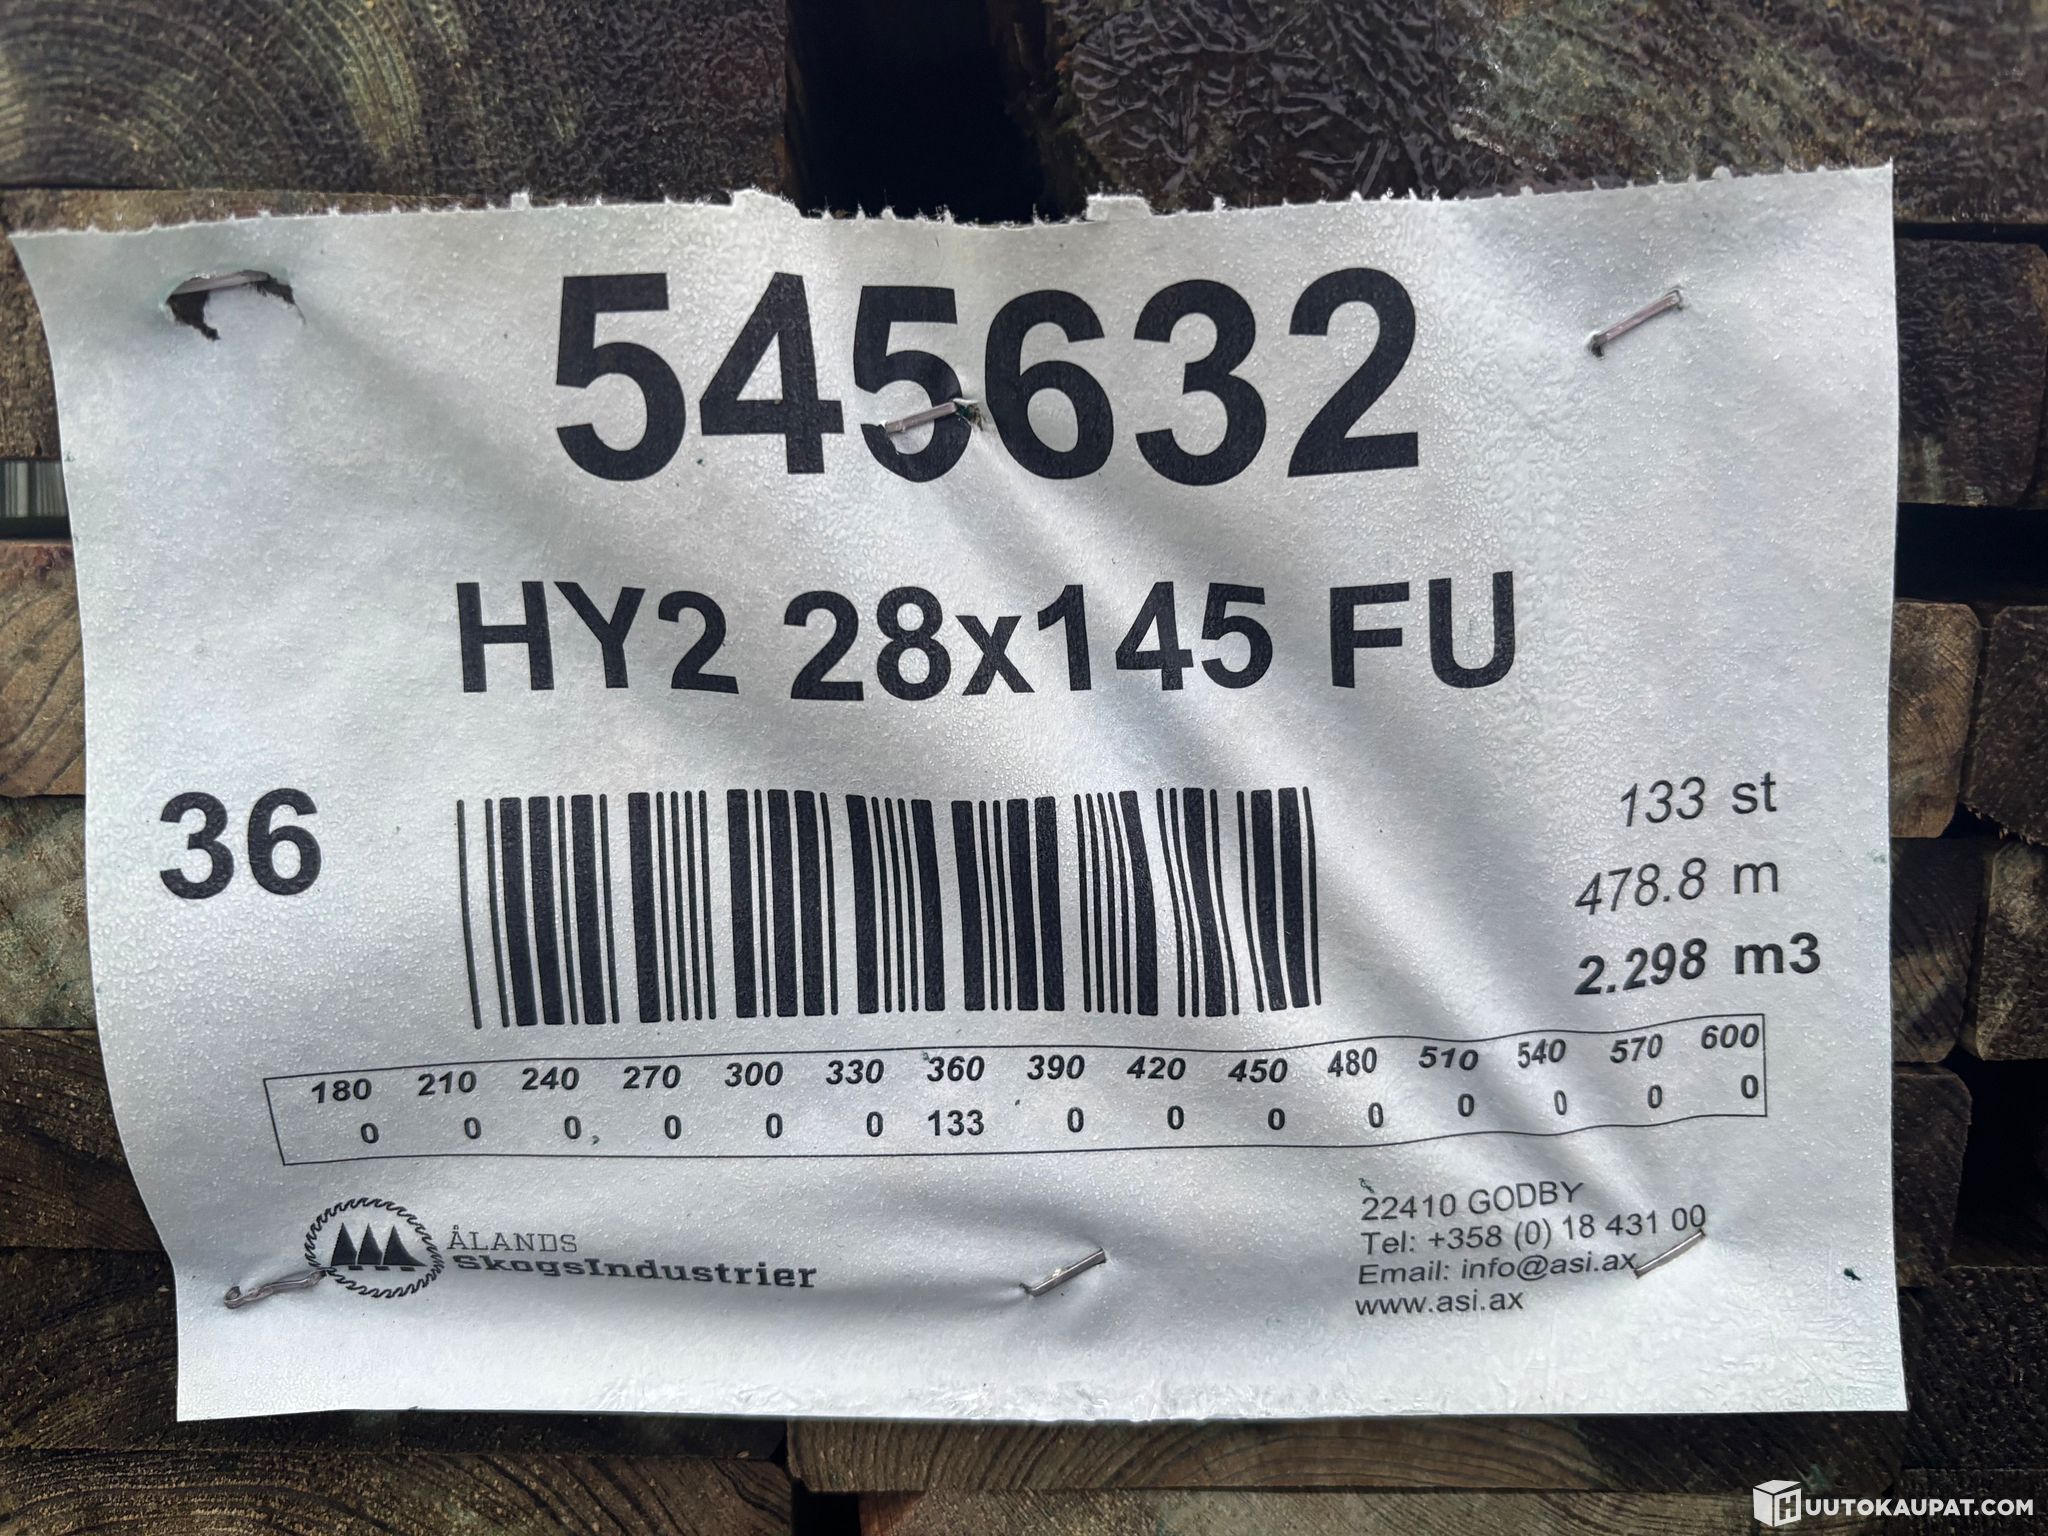 545632
HY2 28x145 FU
36
133 st
478.8 m
2.298 m3
180 210 240 270 300 330 360 390 420 450 480 510 540 570 600
0 0 0 0 0 0 133 0 0 0 0 0 0 0 0
ÅLANDS
SkogsIndustrier
22410 GODBY
Tel: +358 (0) 18 431 00
Email: info@asi.ax
www.asi.ax
HUUTOKAUPAT.COM